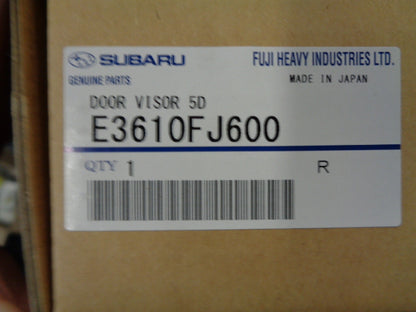 SUBARU FUJI HEAVY INDUSTRIES LTD.
GENUINE PARTS MADE IN JAPAN
DOOR VISOR 5D
E3610FJ600
QTY 1 R